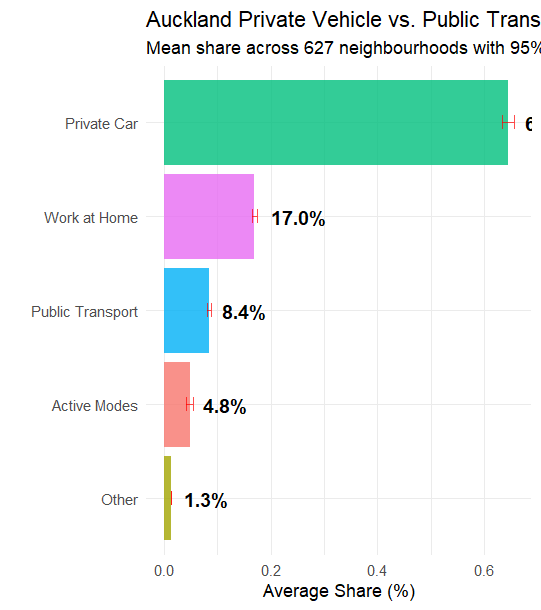 Auckland Private Vehicle vs. Public Trans
Mean share across 627 neighbourhoods with 95%
Private Car
6
Work at Home
17.0%
Public Transport
8.4%
Active Modes
4.8%
Other
1.3%
0.0 0.2 0.4 0.6
Average Share (%)